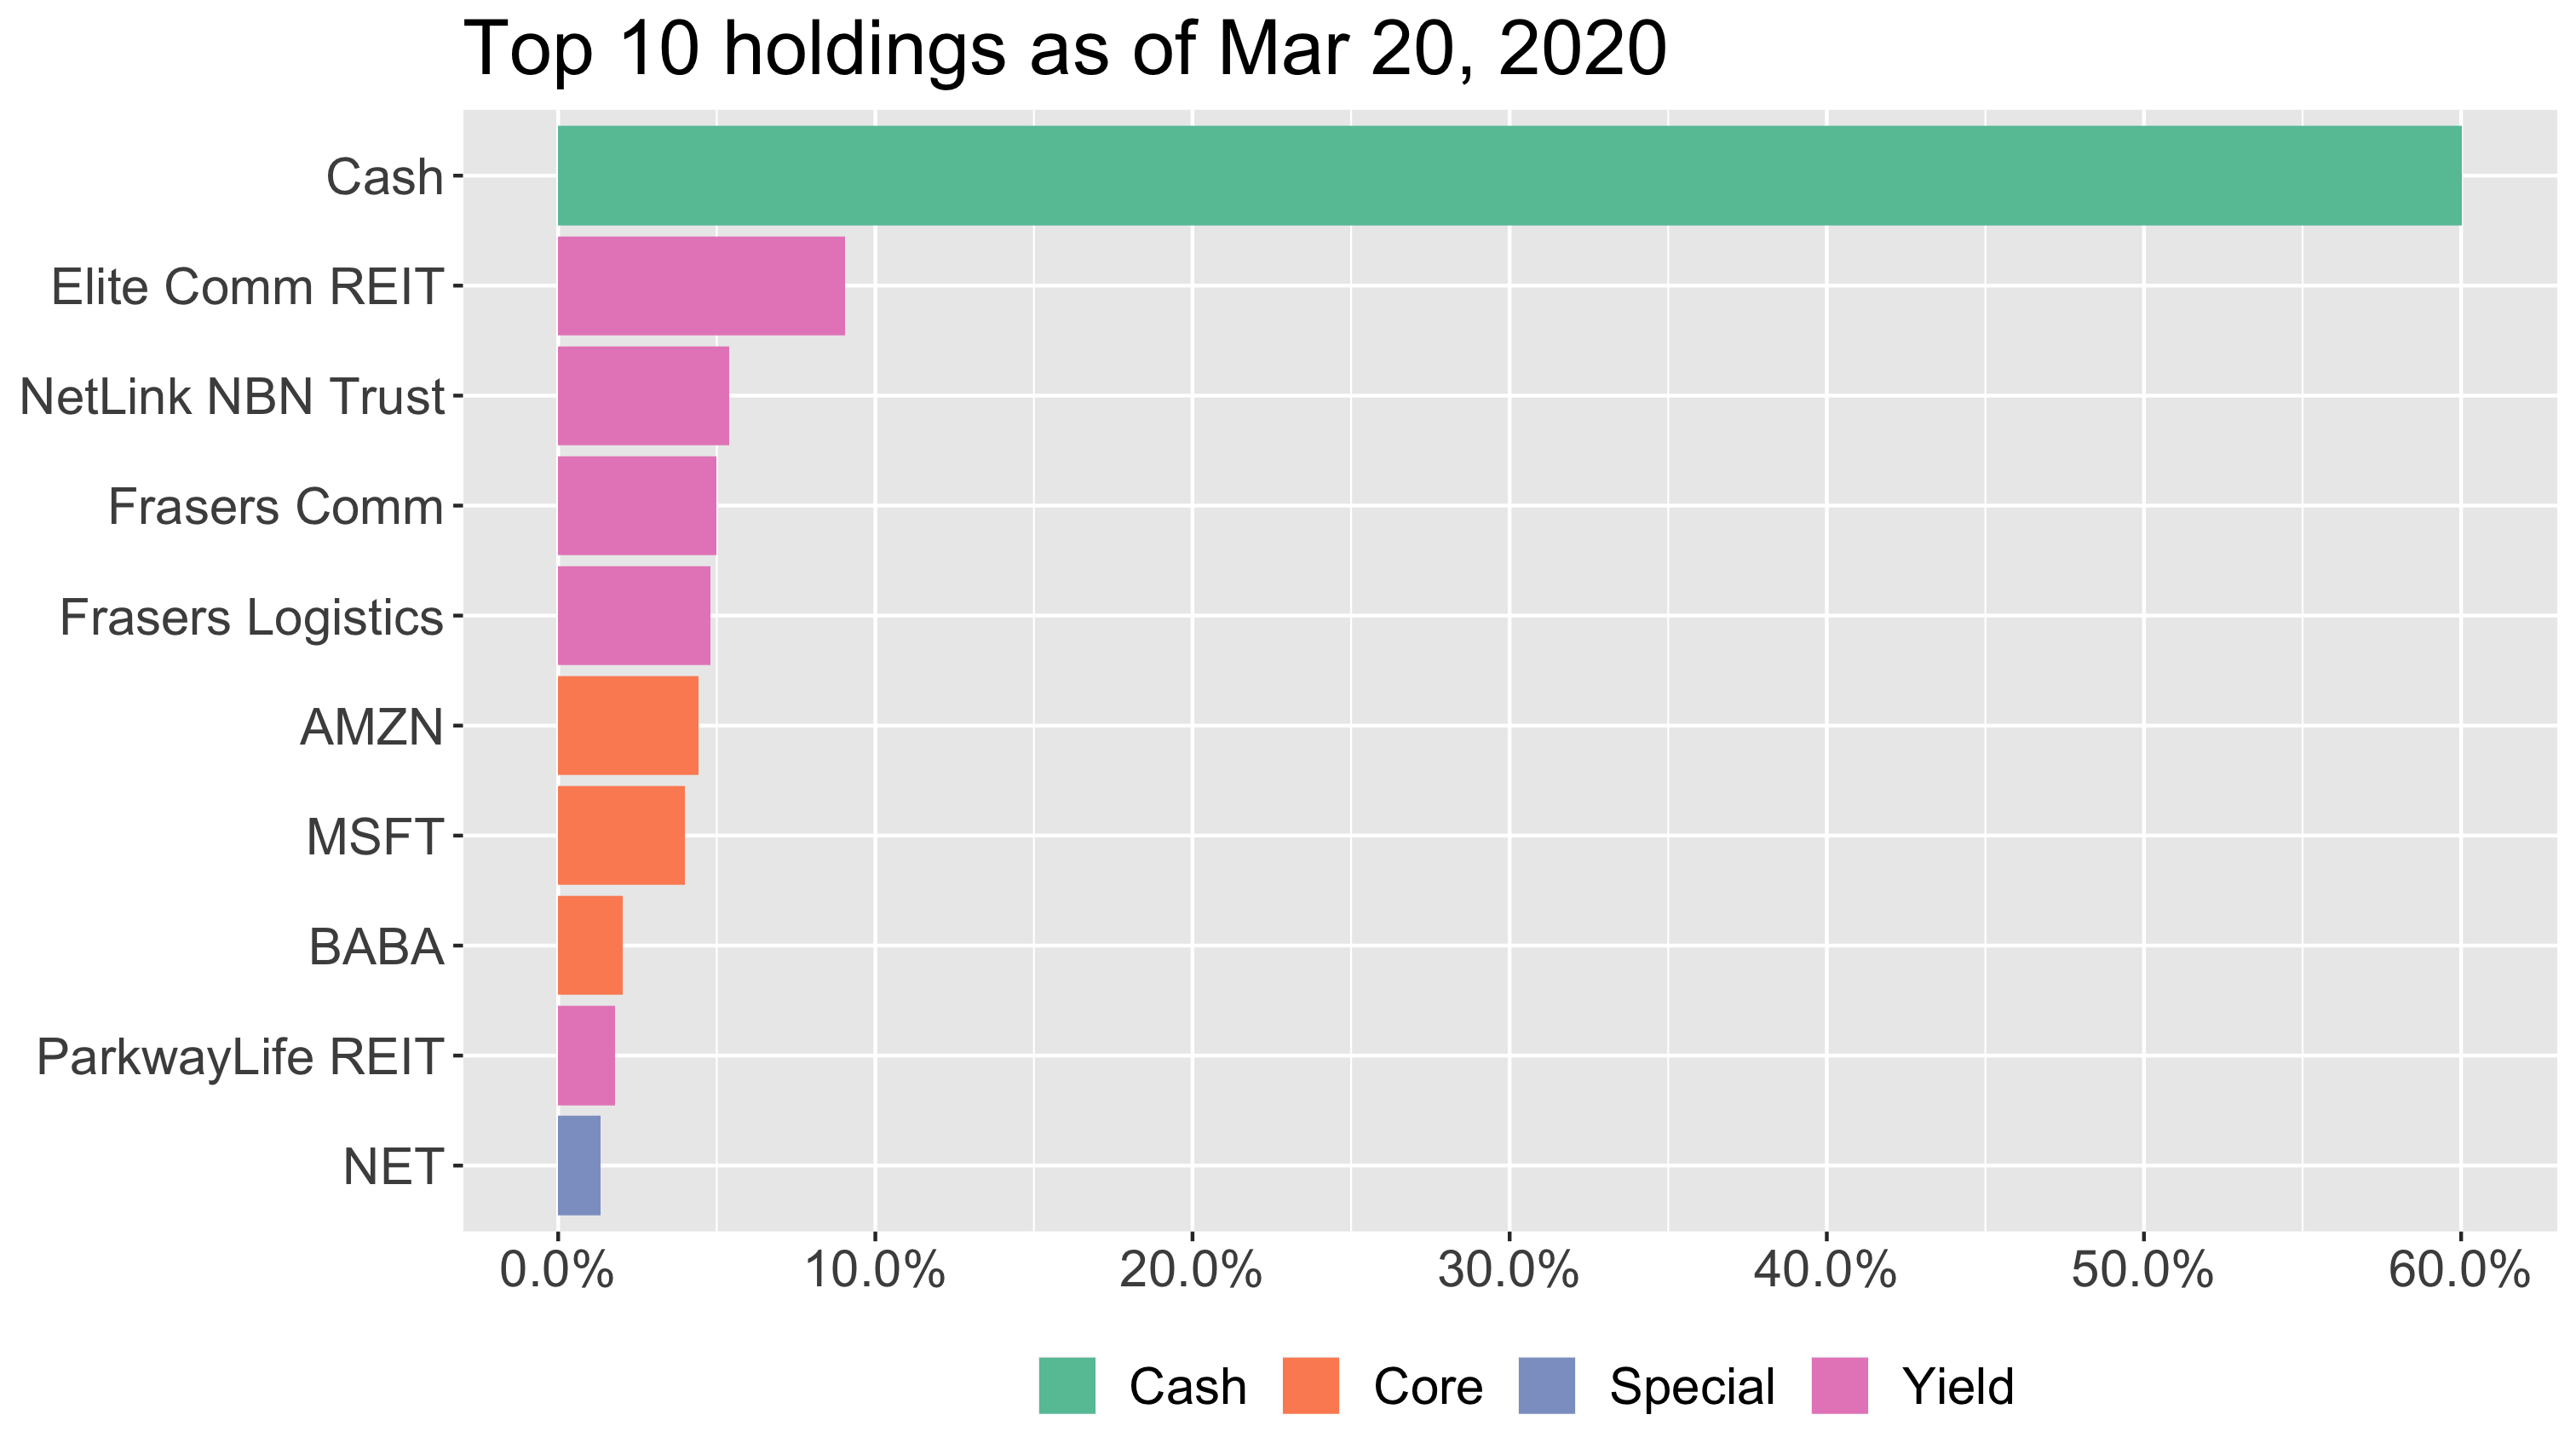 Top 10 holdings as of Mar 20, 2020
Cash
Elite Comm REIT
NetLink NBN Trust
Frasers Comm
Frasers Logistics
AMZN
MSFT
BABA
ParkwayLife REIT
NET
0.0% 10.0% 20.0% 30.0% 40.0% 50.0% 60.0%
Cash Core Special Yield